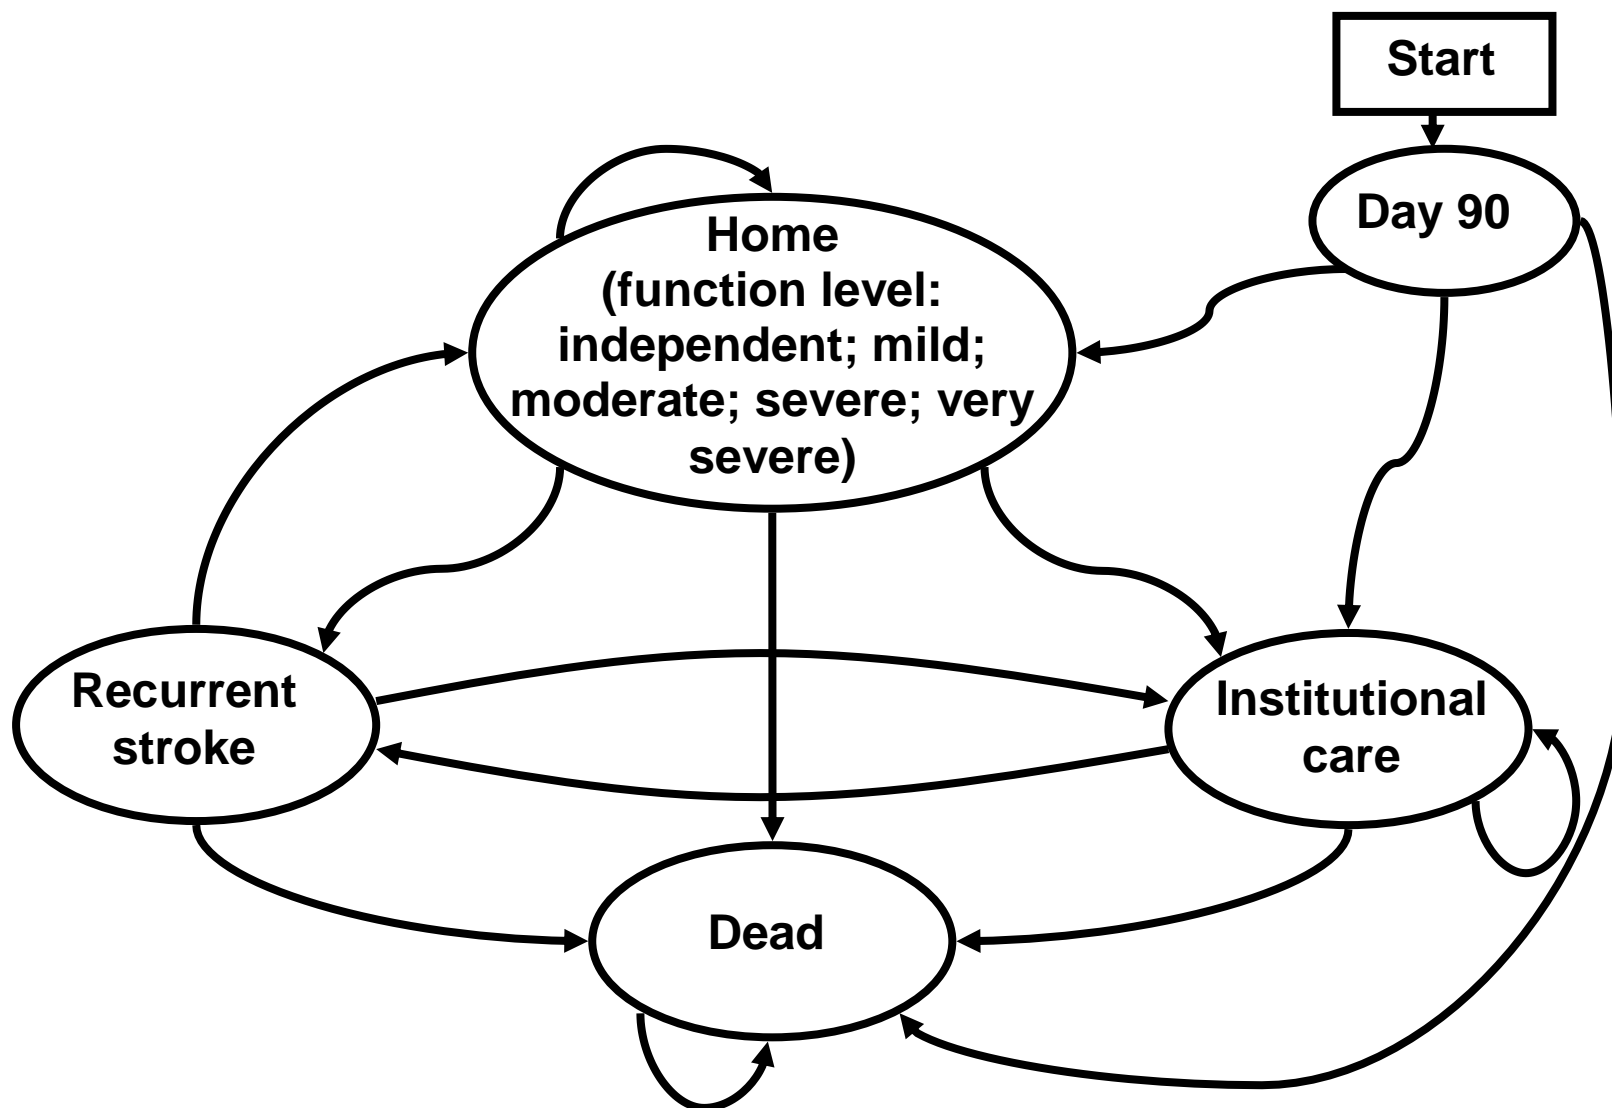 Start
Day 90
Home
(function level:
independent; mild;
moderate; severe; very
severe)
Recurrent
stroke
Institutional
care
Dead